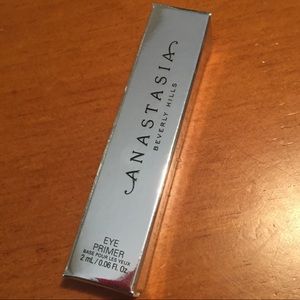 ANASTASIA
BEVERLY HILLS
EYE
PRIMER
BASE POUR LES YEUX
2 mL / 0.06 Fl. Oz